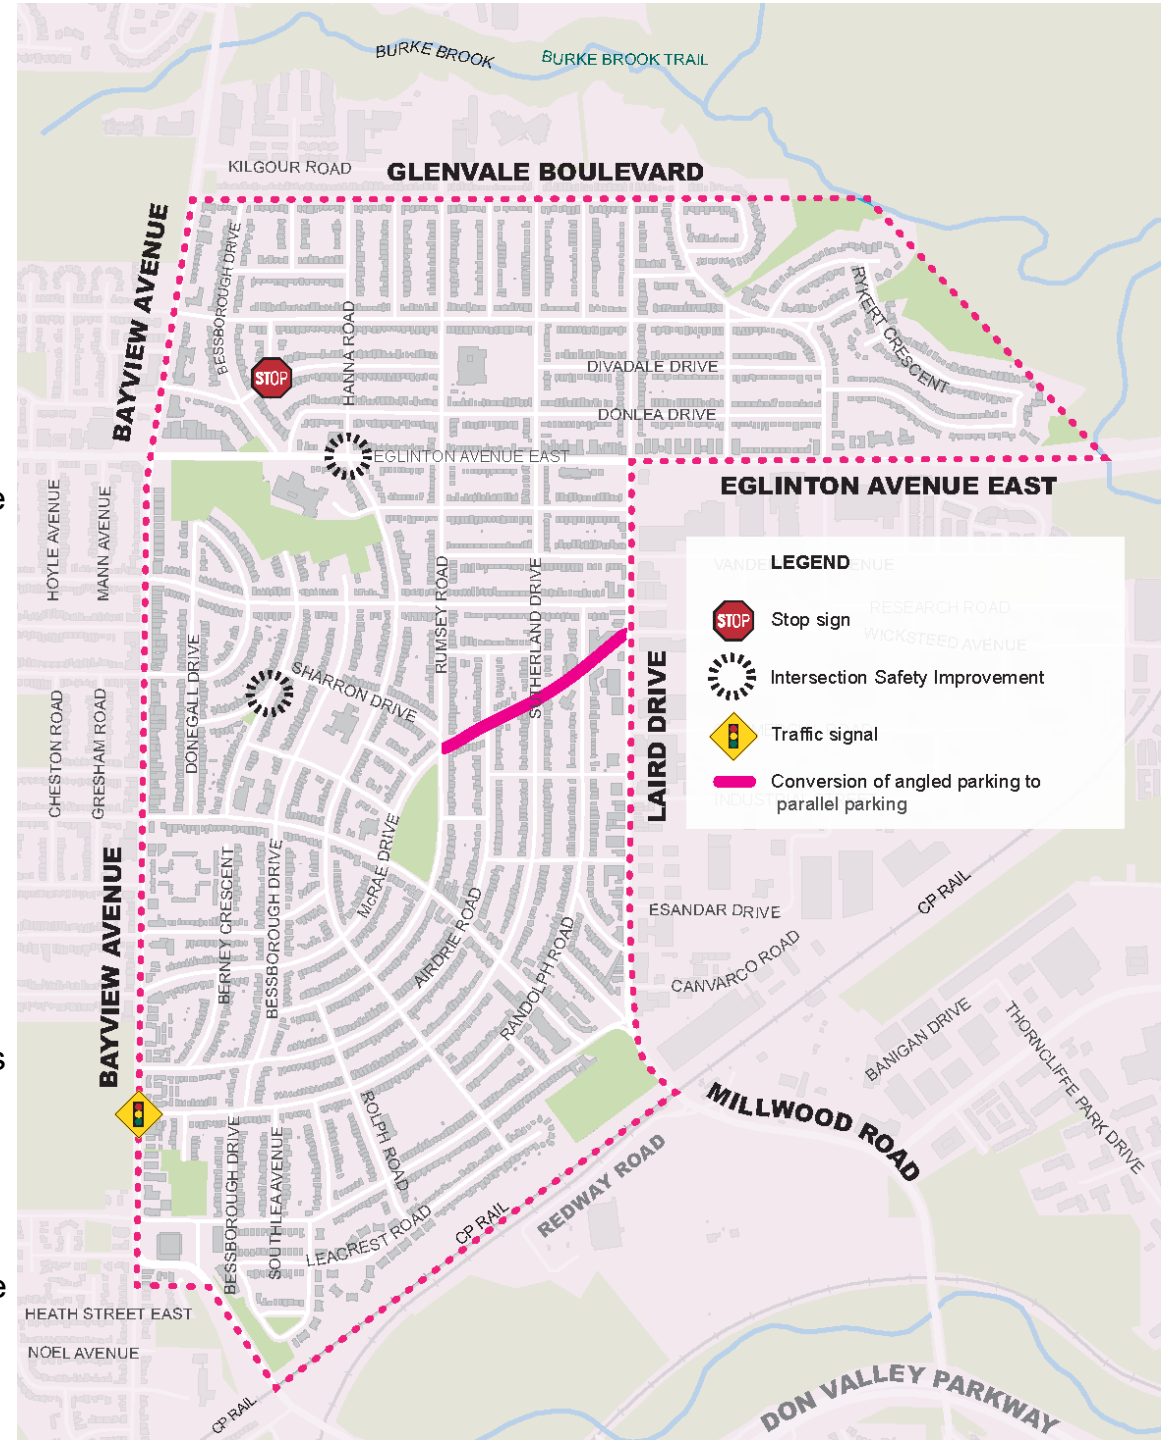 BURKE BROOK
BURKE BROOK TRAIL
KILGOUR ROAD
GLENVALE BOULEVARD
BAYVIEW AVENUE
BESSBOROUGH DRIVE
HANNA ROAD
RYKERT CRESCENT
STOP
DIVADALE DRIVE
DONLEA DRIVE
EGLINTON AVENUE EAST
EGLINTON AVENUE EAST
e
HOYLE AVENUE
MANN AVENUE
LEGEND
STOP
Stop sign
Intersection Safety Improvement
Traffic signal
Conversion of angled parking to
parallel parking
RESEARCH ROAD
WICKSTEED AVENUE
RUMSEY ROAD
SUTHERLAND DRIVE
DONEGALL DRIVE
SHARRON DRIVE
LAIRD DRIVE
CHESTON ROAD
GRESHAM ROAD
McRAE DRIVE
BAYVIEW AVENUE
BERNEY CRESCENT
BESSBOROUGH DRIVE
AIRDRIE ROAD
RANDOLPH ROAD
ESANDAR DRIVE
CP RAIL
CANVARCO ROAD
BANIGAN DRIVE
THORNCLIFFE PARK DRIVE
s
MILLWOOD ROAD
ROLPH ROAD
BESSBOROUGH DRIVE
SOUTHLEA AVENUE
LEACREST ROAD
CP RAIL
REDWAY ROAD
e
HEATH STREET EAST
NOEL AVENUE
CP RAIL
DON VALLEY PARKWAY